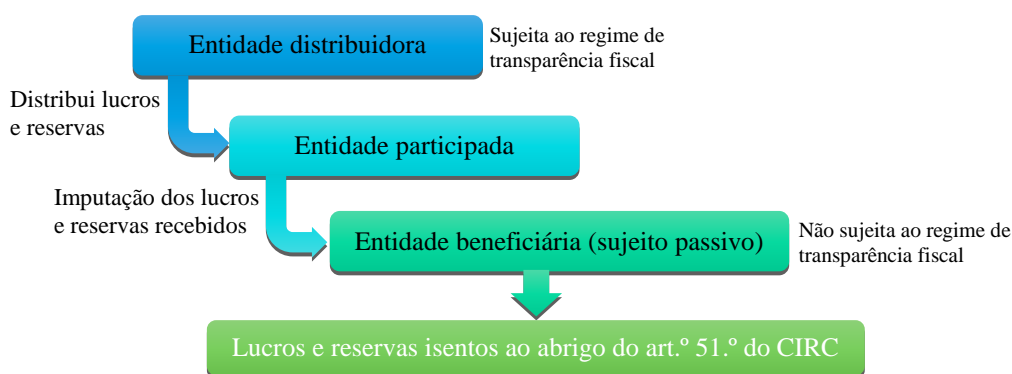 Entidade distribuidora
Sujeita ao regime de
transparência fiscal
Distribui lucros
e reservas
Entidade participada
Imputação dos lucros
e reservas recebidos
Entidade beneficiária (sujeito passivo)
Não sujeita ao regime de
transparência fiscal
Lucros e reservas isentos ao abrigo do art.º 51.º do CIRC